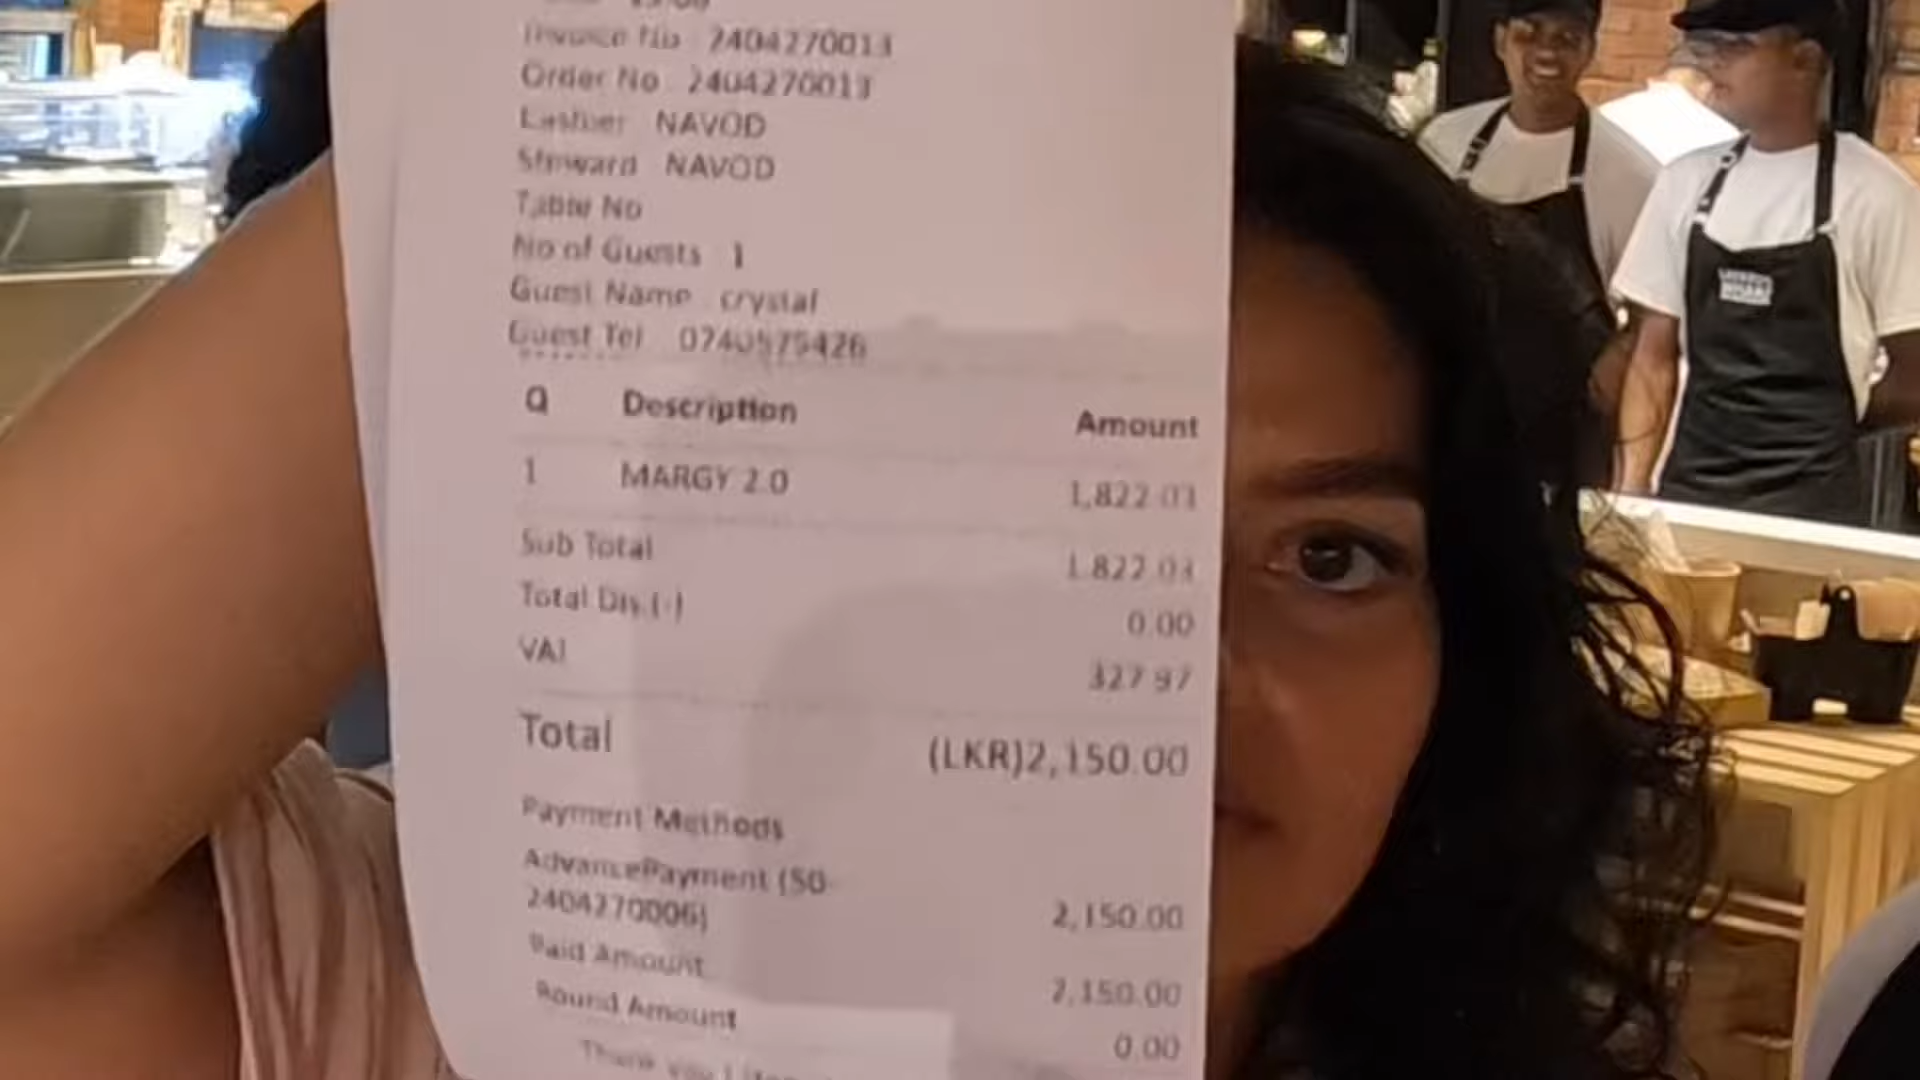 Invoice No 2404270013
Order No 2404270013
Cashier NAVOD
Steward NAVOD
Table No
No of Guests 1
Guest Name crystal
Guest Tel 0740575426
Q Description Amount
1 MARGY 2.0 1,822.03
Sub Total 1,822.03
Total Dis.(-) 0.00
VAT 327.97
Total (LKR)2,150.00
Payment Methods
AdvancePayment (50-
2404270006) 2,150.00
Paid Amount 2,150.00
Round Amount 0.00
Thank you